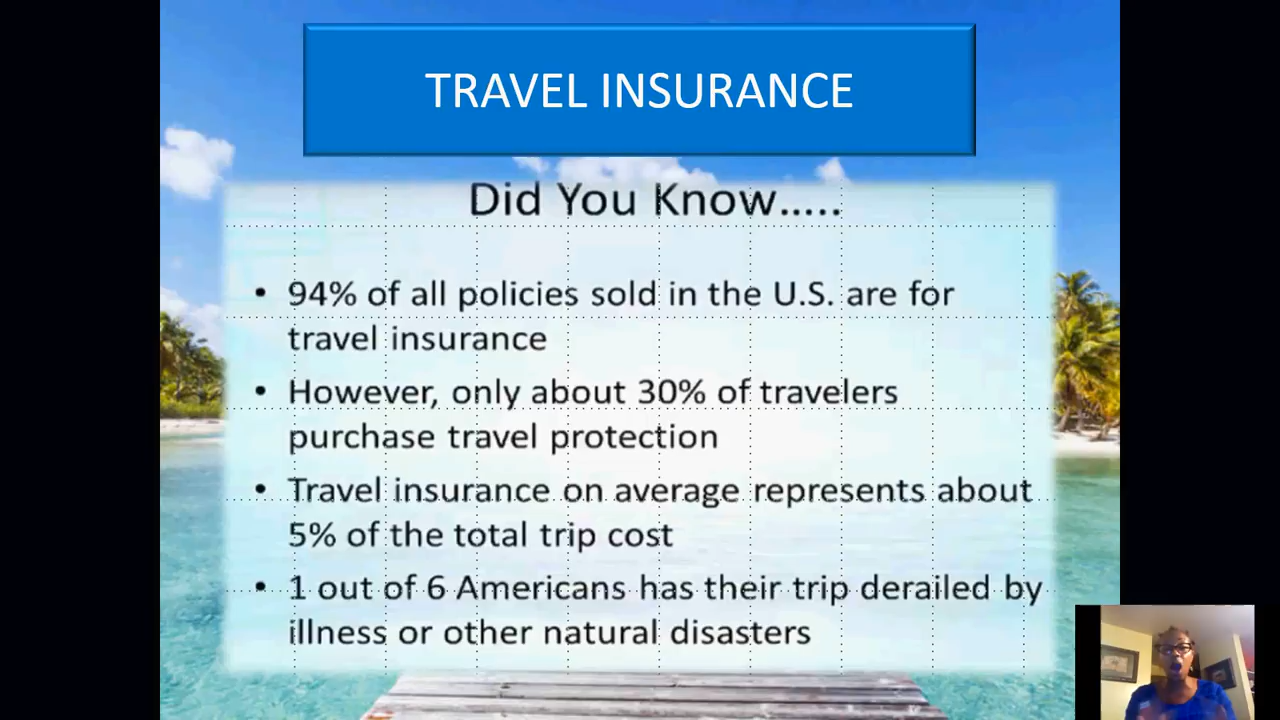 TRAVEL INSURANCE
Did You Know.....
• 94% of all policies sold in the U.S. are for
travel insurance
• However, only about 30% of travelers
purchase travel protection
• Travel insurance on average represents about
5% of the total trip cost
• 1 out of 6 Americans has their trip derailed by
illness or other natural disasters